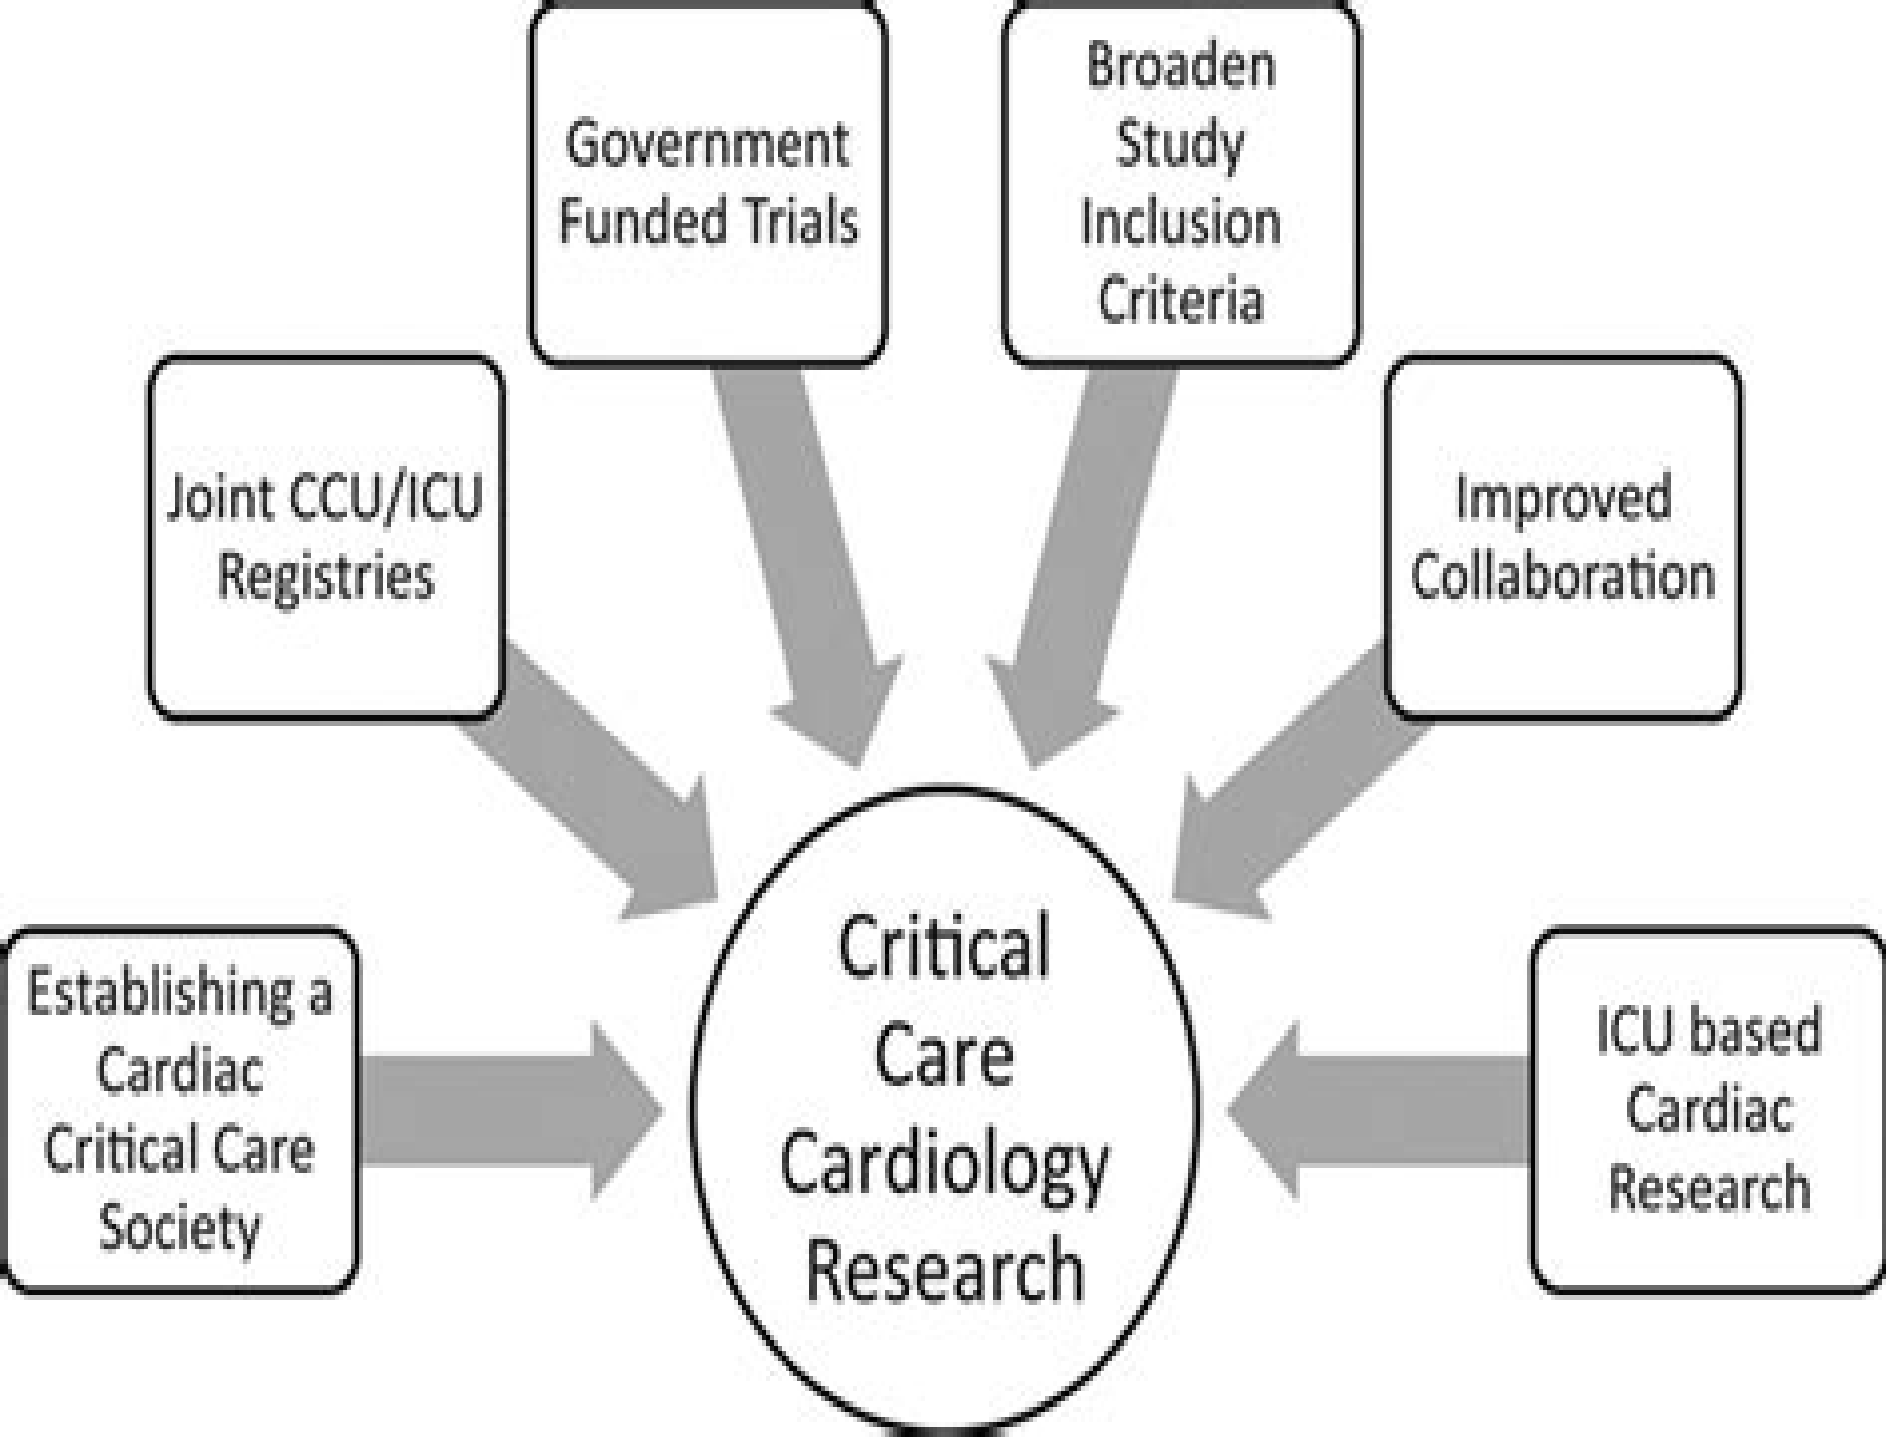 Government
Funded Trials
Broaden
Study
Inclusion
Criteria
Joint CCU/ICU
Registries
Improved
Collaboration
Establishing a
Cardiac
Critical Care
Society
Critical
Care
Cardiology
Research
ICU based
Cardiac
Research